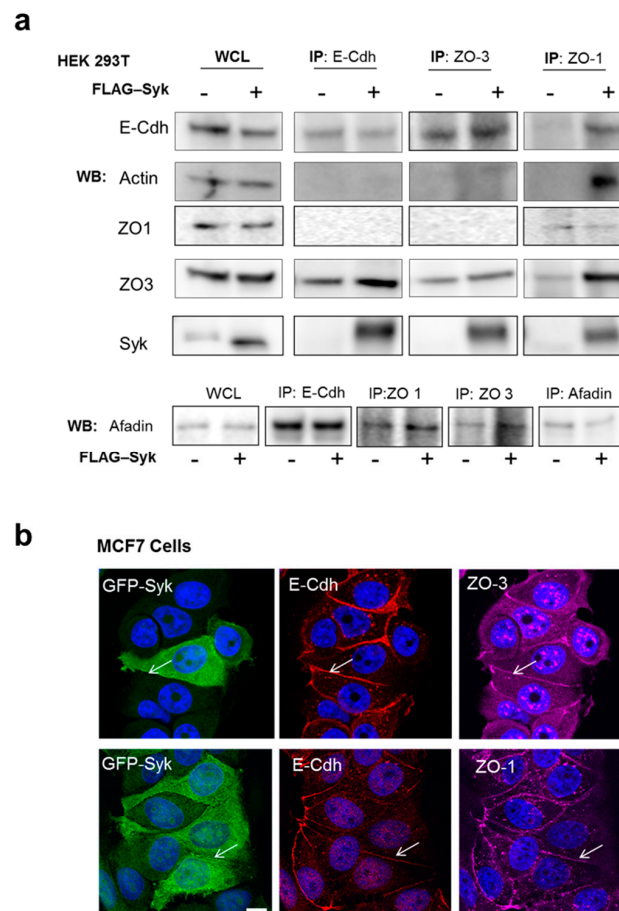 a
HEK 293T WCL IP: E-Cdh IP: ZO-3 IP: ZO-1
FLAG–Syk - + - + - + - +
E-Cdh
WB: Actin
ZO1
ZO3
Syk
WCL IP: E-Cdh IP:ZO 1 IP: ZO 3 IP: Afadin
WB: Afadin
FLAG–Syk - + - + - + - + - +
b
MCF7 Cells
GFP-Syk E-Cdh ZO-3
GFP-Syk E-Cdh ZO-1